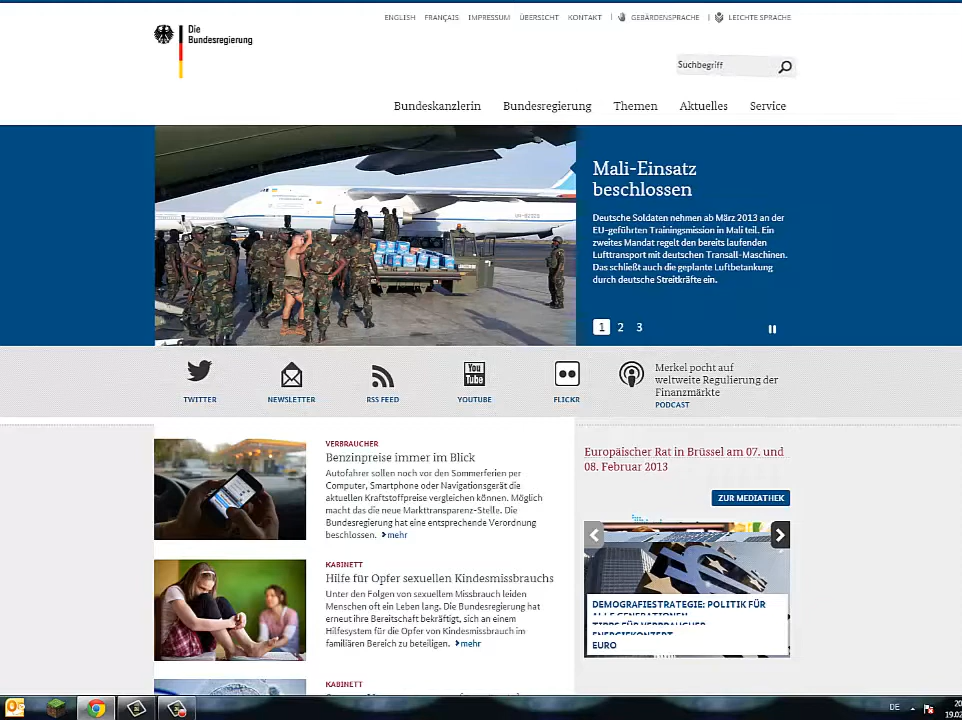 ENGLISH FRANÇAIS IMPRESSUM ÜBERSICHT KONTAKT GEBÄRDENSPRACHE LEICHTE SPRACHE
Die
Bundesregierung
Suchbegriff
Bundeskanzlerin Bundesregierung Themen Aktuelles Service
Mali-Einsatz
beschlossen
Deutsche Soldaten nehmen ab März 2013 an der
EU-geführten Trainingsmission in Mali teil. Ein
zweites Mandat regelt den bereits laufenden
Lufttransport mit deutschen Transall-Maschinen.
Das schließt auch die geplante Luftbetankung
durch deutsche Streitkräfte ein.
1 2 3
TWITTER
NEWSLETTER
RSS FEED
You
Tube
YOUTUBE
FLICKR
Merkel pocht auf
weltweite Regulierung der
Finanzmärkte
PODCAST
VERBRAUCHER
Benzinpreise immer im Blick
Autofahrer sollen noch vor den Sommerferien per
Computer, Smartphone oder Navigationsgerät die
aktuellen Kraftstoffpreise vergleichen können. Möglich
macht das die neue Markttransparenz-Stelle. Die
Bundesregierung hat eine entsprechende Verordnung
beschlossen. mehr
KABINETT
Hilfe für Opfer sexuellen Kindesmissbrauchs
Unter den Folgen von sexuellem Missbrauch leiden
Menschen oft ein Leben lang. Die Bundesregierung hat
erneut ihre Bereitschaft bekräftigt, sich an einem
Hilfesystem für die Opfer von Kindesmissbrauch im
familiären Bereich zu beteiligen. mehr
KABINETT
Europäischer Rat in Brüssel am 07. und
08. Februar 2013
ZUR MEDIATHEK
DEMOGRAFIESTRATEGIE: POLITIK FÜR
ALLE GENERATIONEN
TIPPS FÜR VERBRAUCHER
ENERGIEKONZEPT
EURO
DE
20
19.02